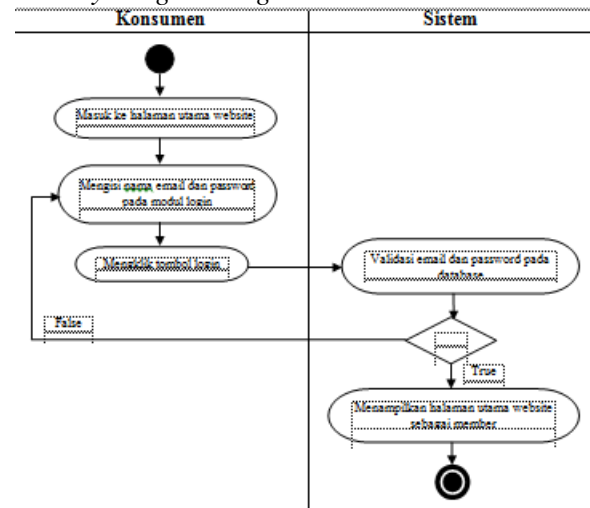 Konsumen
Sistem
Masuk ke halaman utama website
Mengisi nama email dan password
pada modul login
Mengklik tombol login
Validasi email dan password pada
database
False
True
Menampilkan halaman utama website
sebagai member